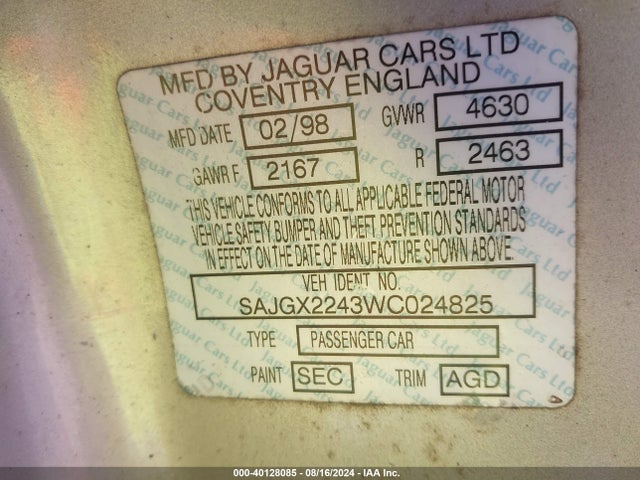 MFD BY JAGUAR CARS LTD
COVENTRY ENGLAND
MFD DATE 02/98 GVWR 4630
GAWR F 2167 R 2463
THIS VEHICLE CONFORMS TO ALL APPLICABLE FEDERAL MOTOR
VEHICLE SAFETY, BUMPER AND THEFT PREVENTION STANDARDS
IN EFFECT ON THE DATE OF MANUFACTURE SHOWN ABOVE.
VEH IDENT NO.
SAJGX2243WC024825
TYPE PASSENGER CAR
PAINT SEC TRIM AGD
000-40128085 - 08/16/2024 - IAA Inc.